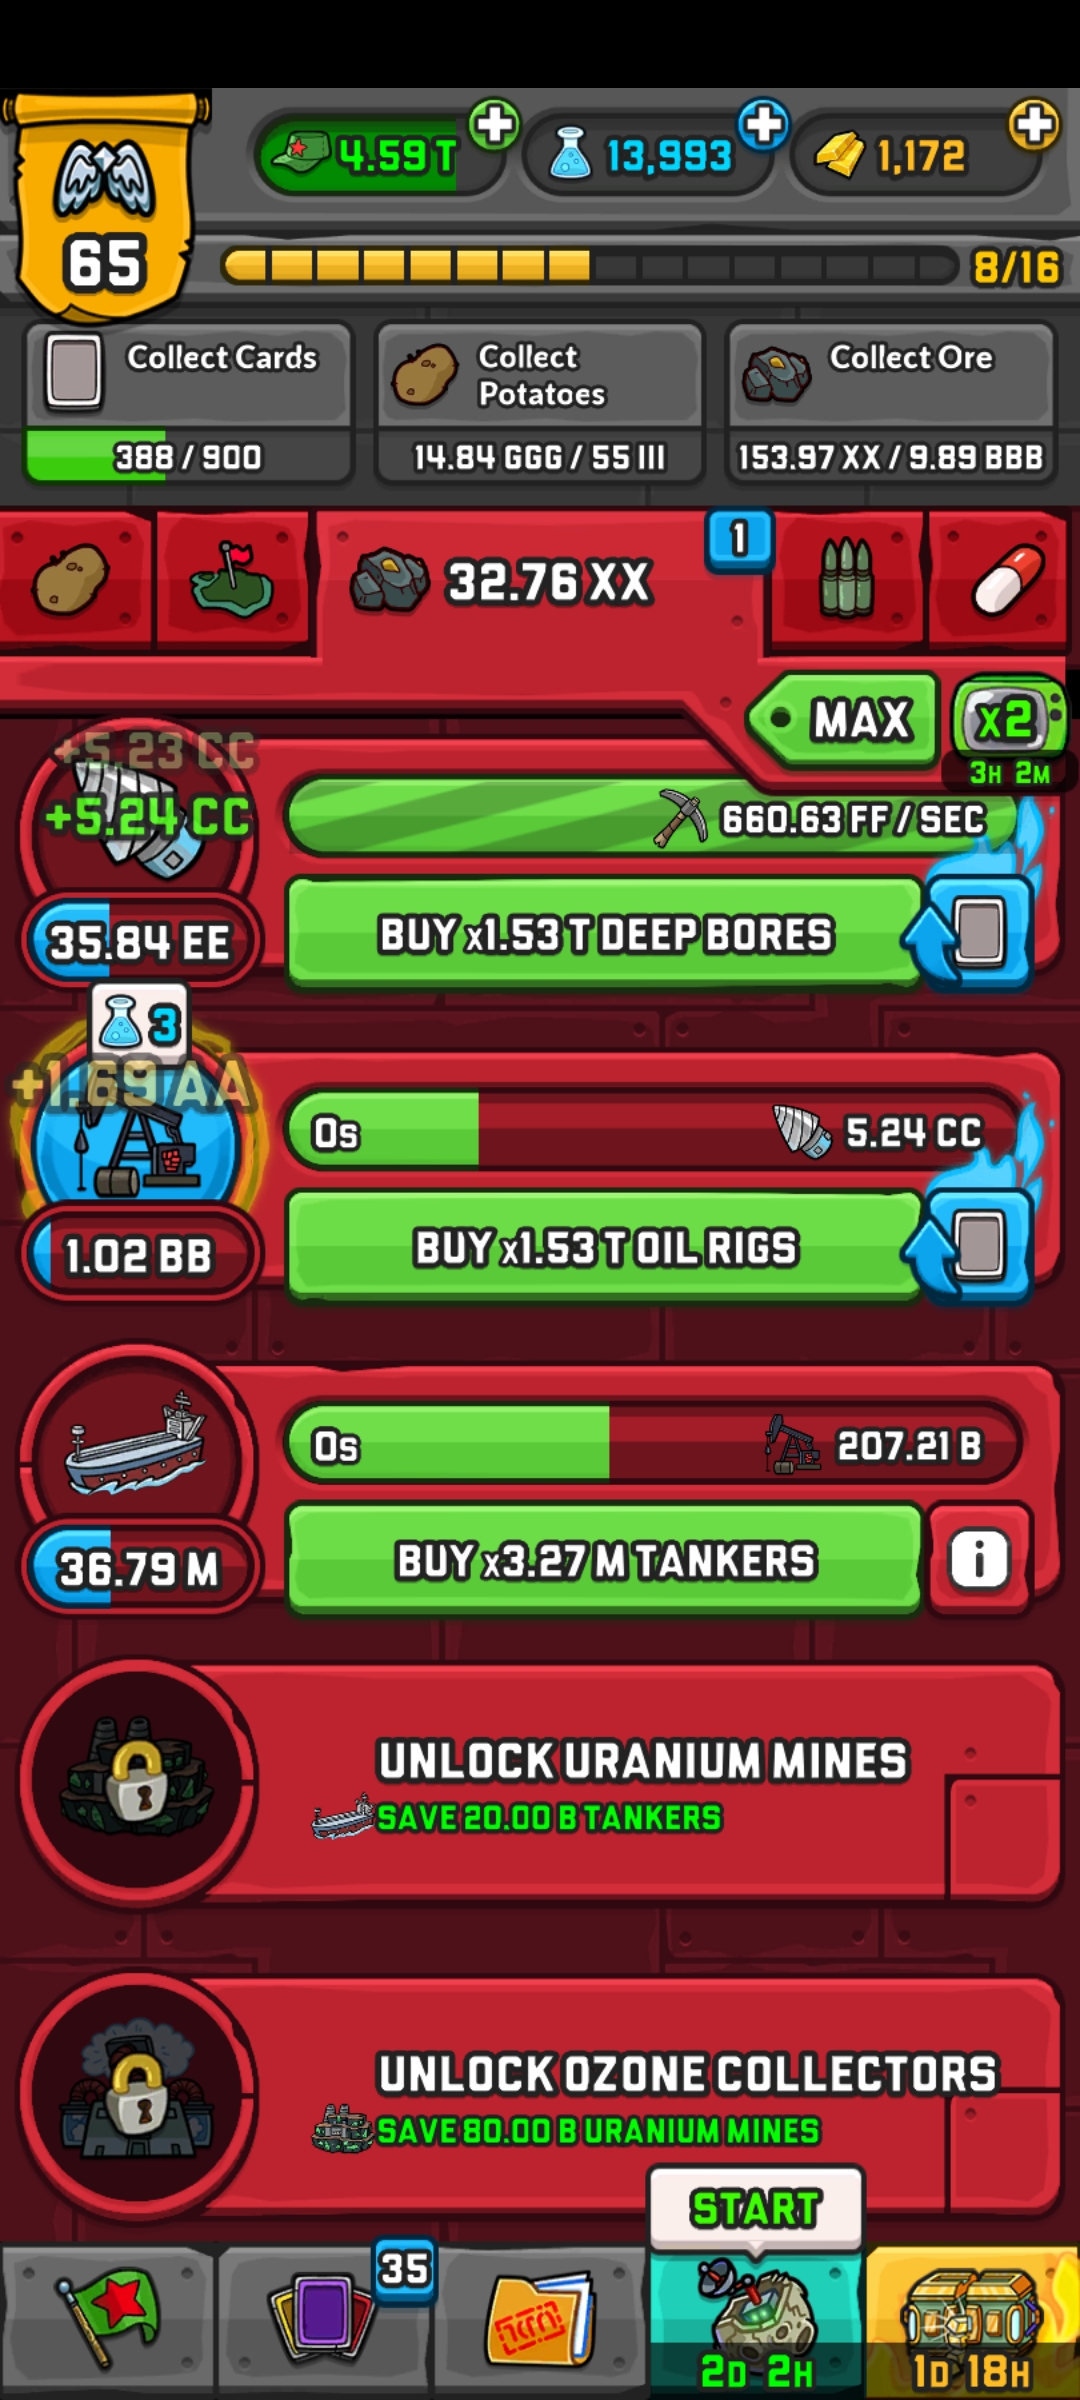 4.59 T
13,993
1,172
65
8/16
Collect Cards
388 / 900
Collect
Potatoes
14.84 GGG / 55 III
Collect Ore
153.97 XX / 9.89 BBB
32.76 XX
1
MAX
x2
3H 2M
+5.23 CC
+5.24 CC
660.63 FF / SEC
35.84 EE
BUY x1.53 T DEEP BORES
3
+1.69 AA
0s
5.24 CC
1.02 BB
BUY x1.53 T OIL RIGS
0s
207.21 B
36.79 M
BUY x3.27 M TANKERS
i
UNLOCK URANIUM MINES
SAVE 20.00 B TANKERS
UNLOCK OZONE COLLECTORS
SAVE 80.00 B URANIUM MINES
START
35
2D 2H
1D 18H